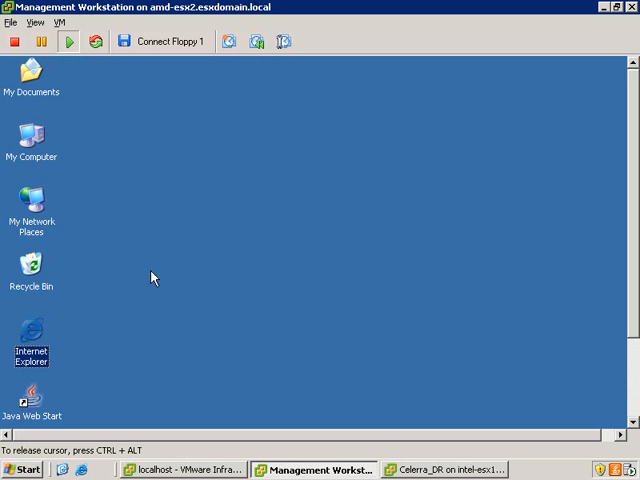 Management Workstation on amd-esx2.esxdomain.local
File View VM
Connect Floppy 1
My Documents
My Computer
My Network
Places
Recycle Bin
Internet
Explorer
Java Web Start
To release cursor, press CTRL + ALT
Start
localhost - VMware Infra...
Management Workst...
Celerra_DR on intel-esx1...